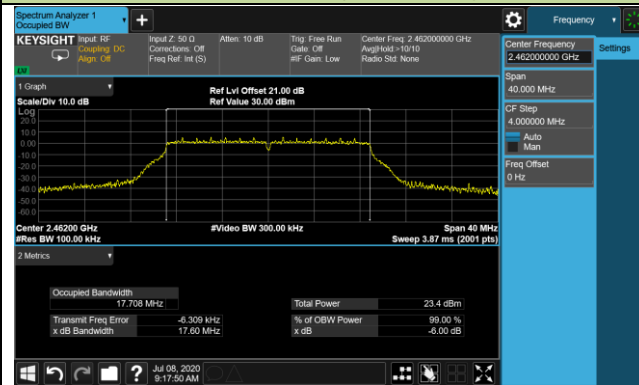 Spectrum Analyzer 1
Occupied BW
Frequency
KEYSIGHT
Input: RF
Coupling: DC
Align: Off
Input Z: 50 Ω
Corrections: Off
Freq Ref: Int (S)
Atten: 10 dB
Trig: Free Run
Gate: Off
#IF Gain: Low
Center Freq: 2.462000000 GHz
Avg|Hold:>10/10
Radio Std: None
Center Frequency
2.462000000 GHz
Settings
Span
40.000 MHz
CF Step
4.000000 MHz
Auto
Man
Freq Offset
0 Hz
1 Graph
Scale/Div 10.0 dB
Ref Lvl Offset 21.00 dB
Ref Value 30.00 dBm
Log
20.0
10.0
0.00
-10.0
-20.0
-30.0
-40.0
-50.0
-60.0
Center 2.46200 GHz
#Video BW 300.00 kHz
Span 40 MHz
#Res BW 100.00 kHz
Sweep 3.87 ms (2001 pts)
2 Metrics
Occupied Bandwidth
17.708 MHz
Total Power
23.4 dBm
Transmit Freq Error
-6.309 kHz
% of OBW Power
99.00 %
x dB Bandwidth
17.60 MHz
x dB
-6.00 dB
Jul 08, 2020
9:17:50 AM